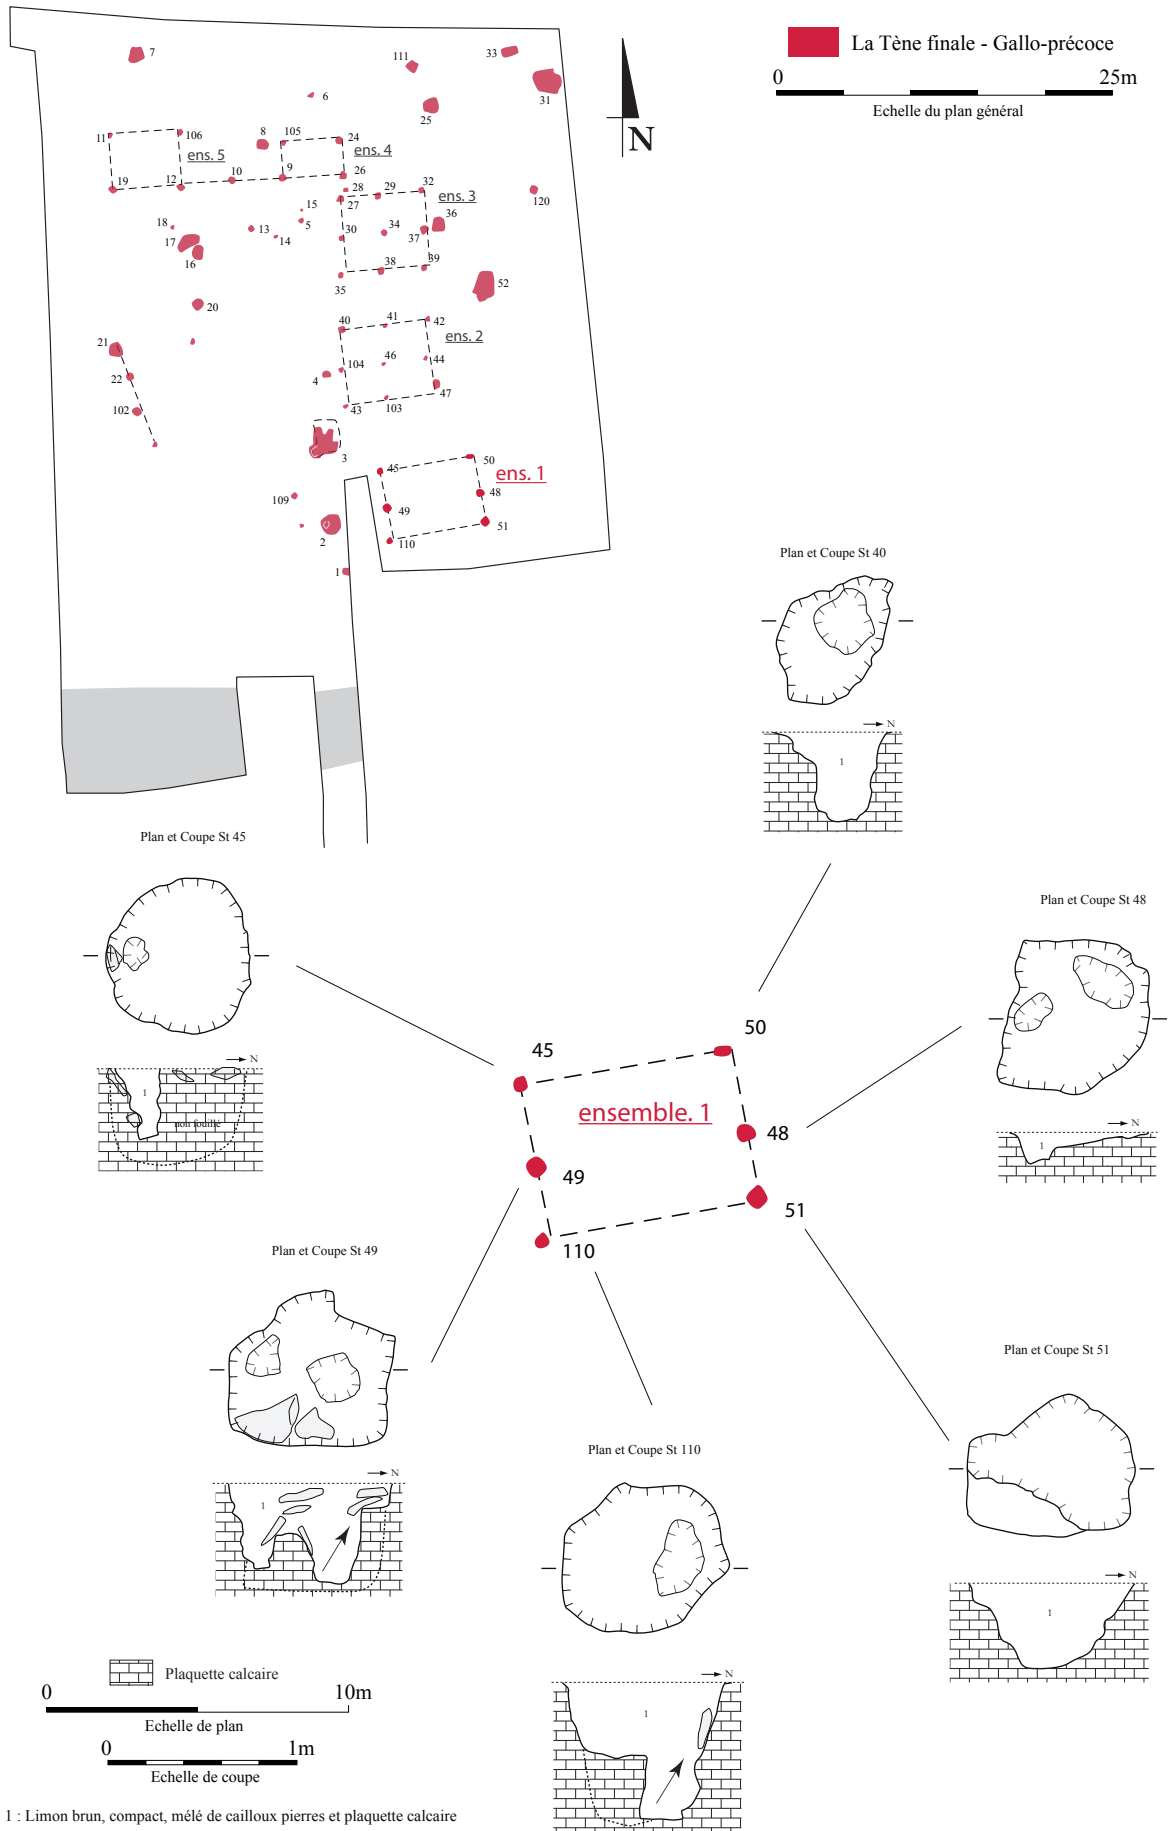 La Tène finale - Gallo-précoce
0 25m
Echelle du plan général
N
7
111
33
31
6
25
11
106
8
105
24
ens. 5
ens. 4
19
12
10
9
26
28
29
32
27
ens. 3
120
15
5
36
18
13
14
30
34
37
17
16
38
39
35
52
20
40
41
42
ens. 2
21
46
44
104
4
22
47
43
103
102
3
45
50
ens. 1
48
109
49
2
51
110
1
Plan et Coupe St 40
N
1
Plan et Coupe St 45
N
1
non fouillé
Plan et Coupe St 48
N
1
50
45
ensemble. 1
48
49
51
110
Plan et Coupe St 49
N
1
Plan et Coupe St 51
N
1
Plan et Coupe St 110
N
1
Plaquette calcaire
0 10m
Echelle de plan
0 1m
Echelle de coupe
1 : Limon brun, compact, mélé de cailloux pierres et plaquette calcaire